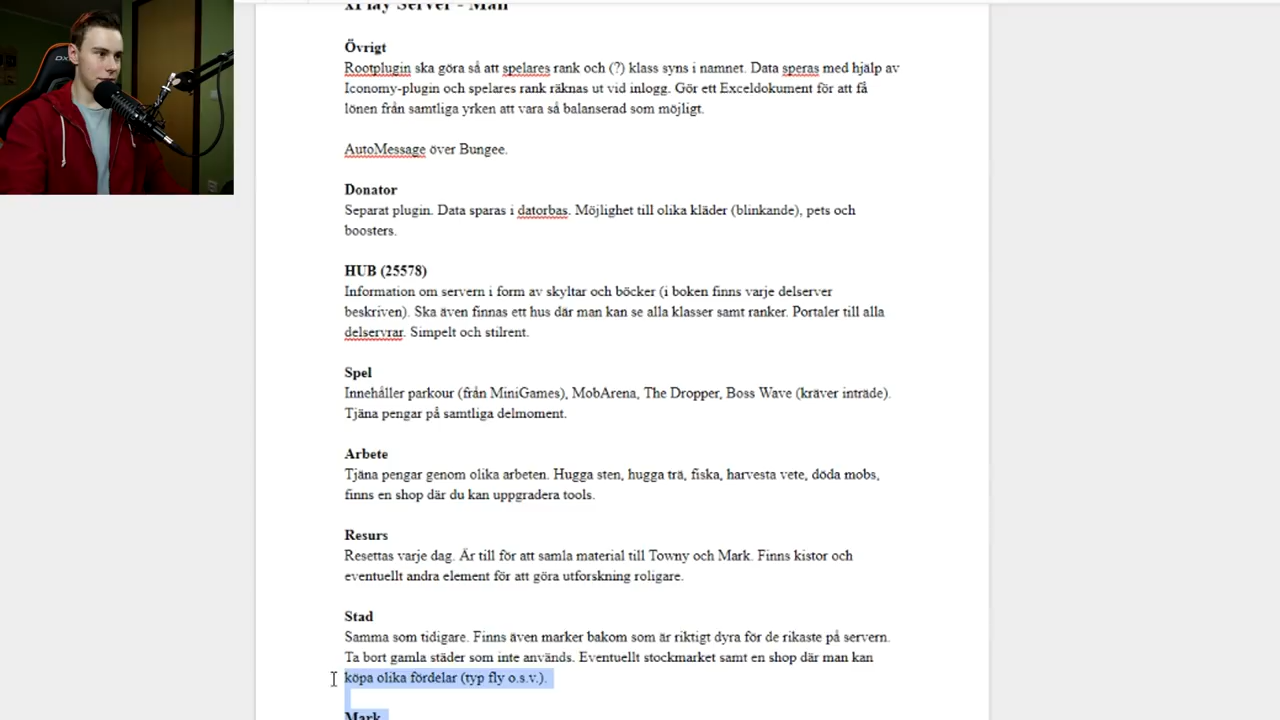 xPlay Server - Man
Övrigt
Rootplugin ska göra så att spelares rank och (?) klass syns i namnet. Data speras med hjälp av
Iconomy-plugin och spelares rank räknas ut vid inlogg. Gör ett Exceldokument för att få
lönen från samtliga yrken att vara så balanserad som möjligt.
AutoMessage över Bungee.
Donator
Separat plugin. Data sparas i datorbas. Möjlighet till olika kläder (blinkande), pets och
boosters.
HUB (25578)
Information om servern i form av skyltar och böcker (i boken finns varje delserver
beskriven). Ska även finnas ett hus där man kan se alla klasser samt ranker. Portaler till alla
delservrar. Simpelt och stilrent.
Spel
Innehåller parkour (från MiniGames), MobArena, The Dropper, Boss Wave (kräver inträde).
Tjäna pengar på samtliga delmoment.
Arbete
Tjäna pengar genom olika arbeten. Hugga sten, hugga trä, fiska, harvesta vete, döda mobs,
finns en shop där du kan uppgradera tools.
Resurs
Resettas varje dag. Är till för att samla material till Towny och Mark. Finns kistor och
eventuellt andra element för att göra utforskning roligare.
Stad
Samma som tidigare. Finns även marker bakom som är riktigt dyra för de rikaste på servern.
Ta bort gamla städer som inte används. Eventuellt stockmarket samt en shop där man kan
köpa olika fördelar (typ fly o.s.v.).
Mark